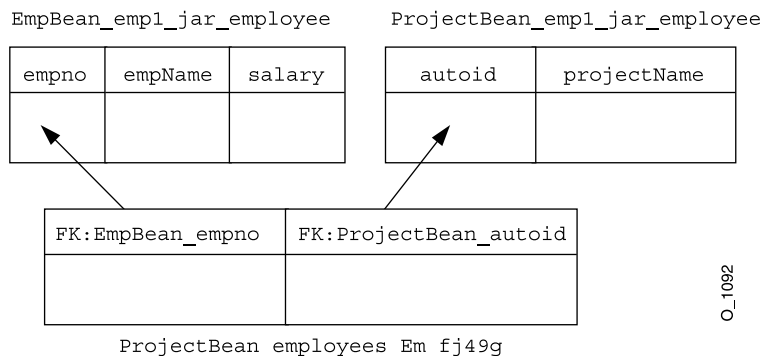 EmpBean_emp1_jar_employee
ProjectBean_emp1_jar_employee
empno empName salary
autoid projectName
FK:EmpBean_empno FK:ProjectBean_autoid
O_1092
ProjectBean employees Em fj49g